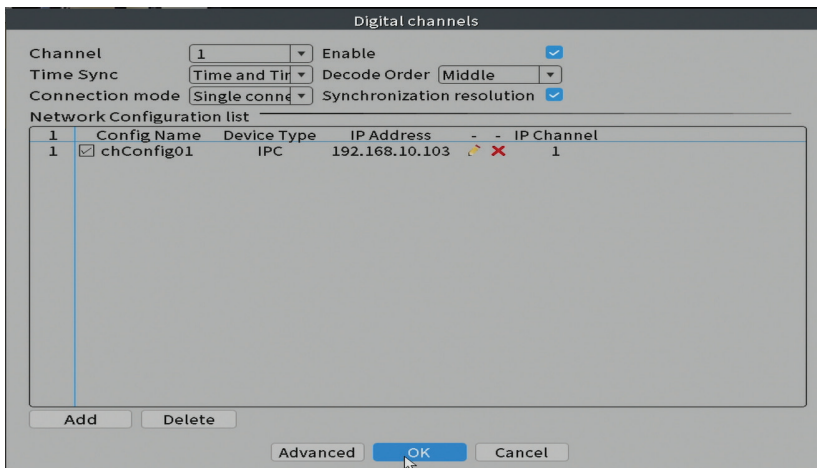 Digital channels
Channel 1 Enable
Time Sync Time and Tir Decode Order Middle
Connection mode Single conne Synchronization resolution
Network Configuration list
1 Config Name Device Type IP Address - - IP Channel
1 chConfig01 IPC 192.168.10.103 1
Add Delete
Advanced OK Cancel